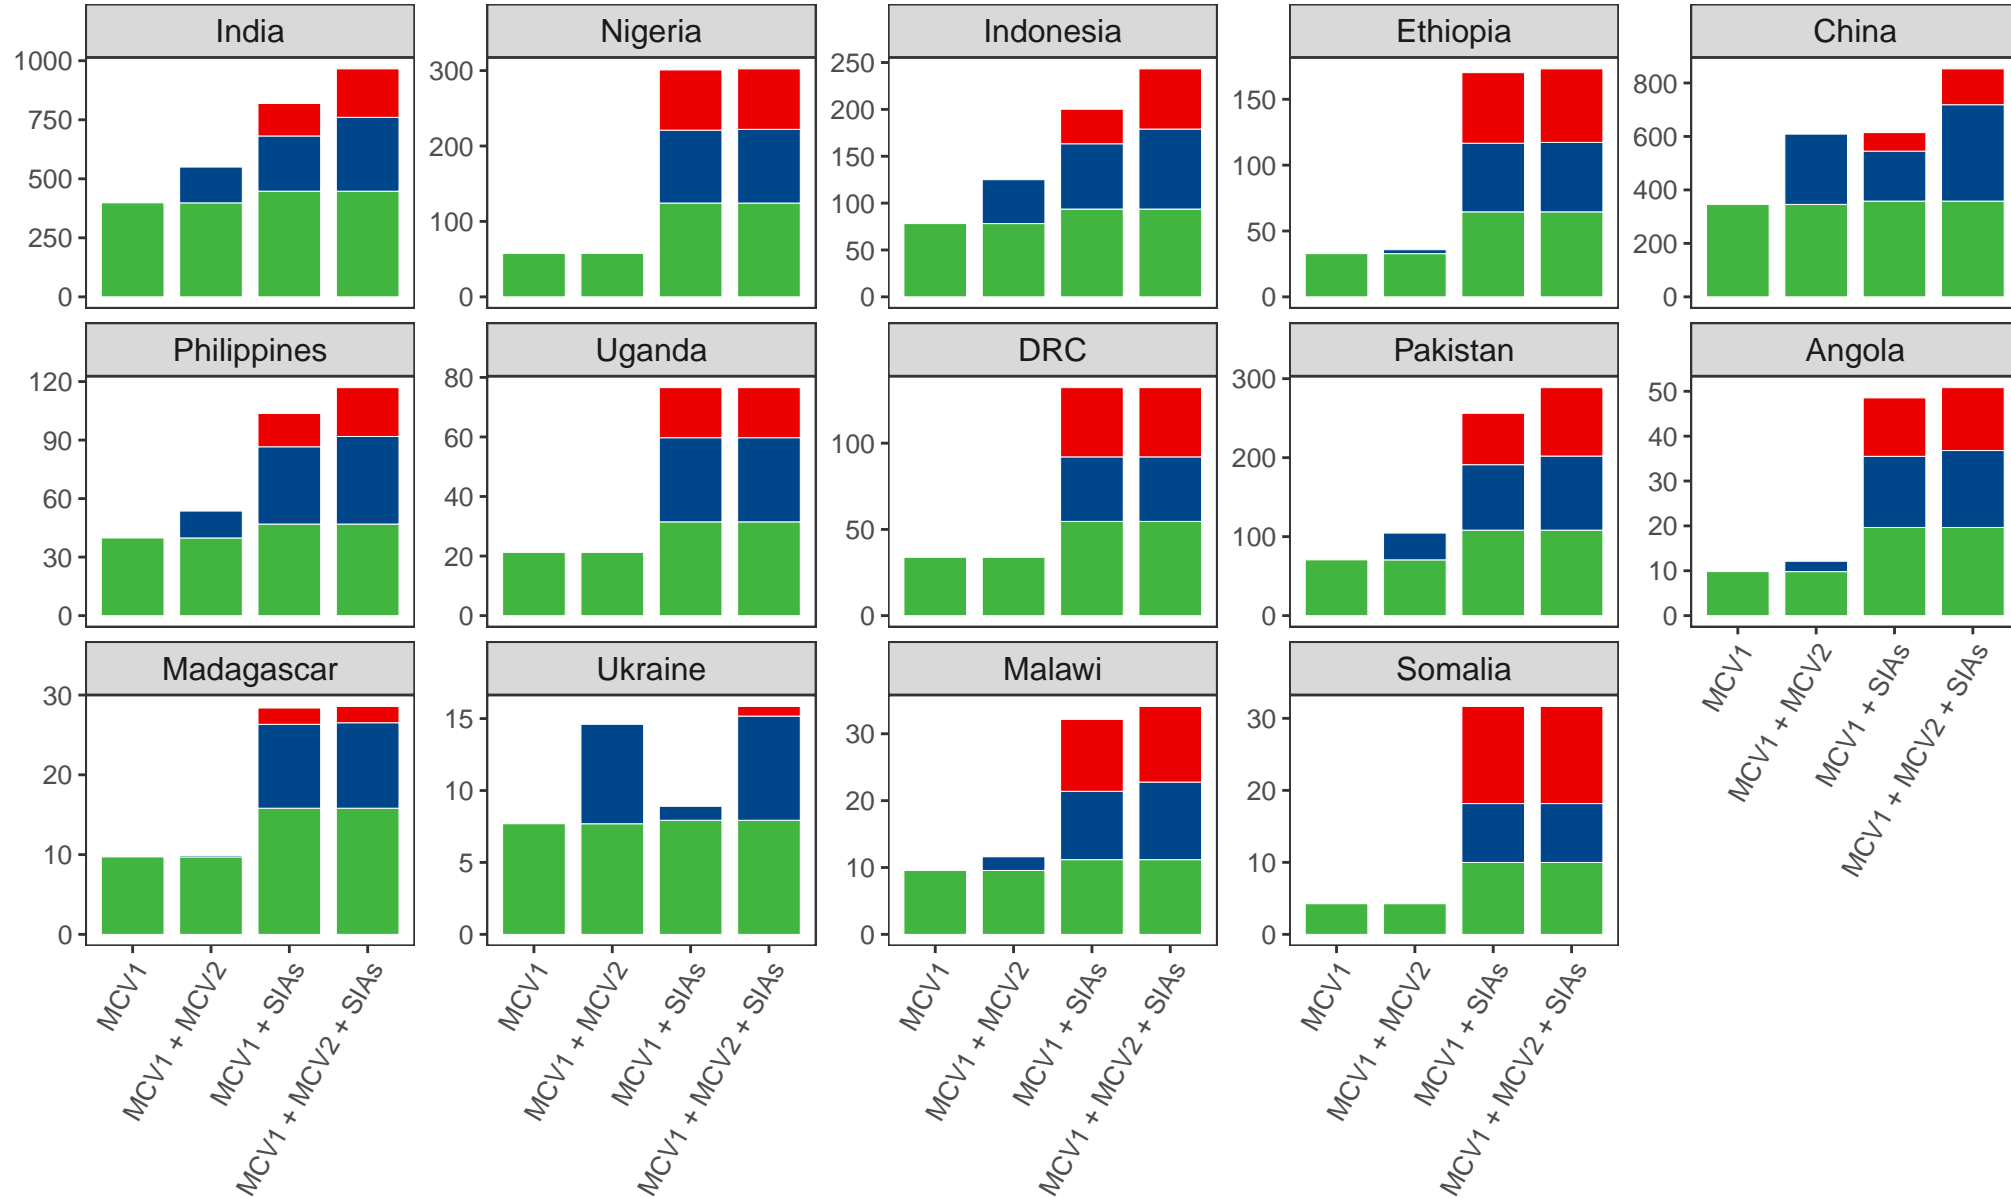 India
Nigeria
Indonesia
Ethiopia
China
1000
750
500
250
0
300
200
100
0
250
200
150
100
50
0
150
100
50
0
800
600
400
200
0
Philippines
Uganda
DRC
Pakistan
Angola
120
90
60
30
0
80
60
40
20
0
100
50
0
300
200
100
0
50
40
30
20
10
0
MCV1
MCV1 + MCV2
MCV1 + SIAs
MCV1 + MCV2 + SIAs
Madagascar
Ukraine
Malawi
Somalia
30
20
10
0
15
10
5
0
30
20
10
0
30
20
10
0
MCV1
MCV1 + MCV2
MCV1 + SIAs
MCV1 + MCV2 + SIAs
MCV1
MCV1 + MCV2
MCV1 + SIAs
MCV1 + MCV2 + SIAs
MCV1
MCV1 + MCV2
MCV1 + SIAs
MCV1 + MCV2 + SIAs
MCV1
MCV1 + MCV2
MCV1 + SIAs
MCV1 + MCV2 + SIAs